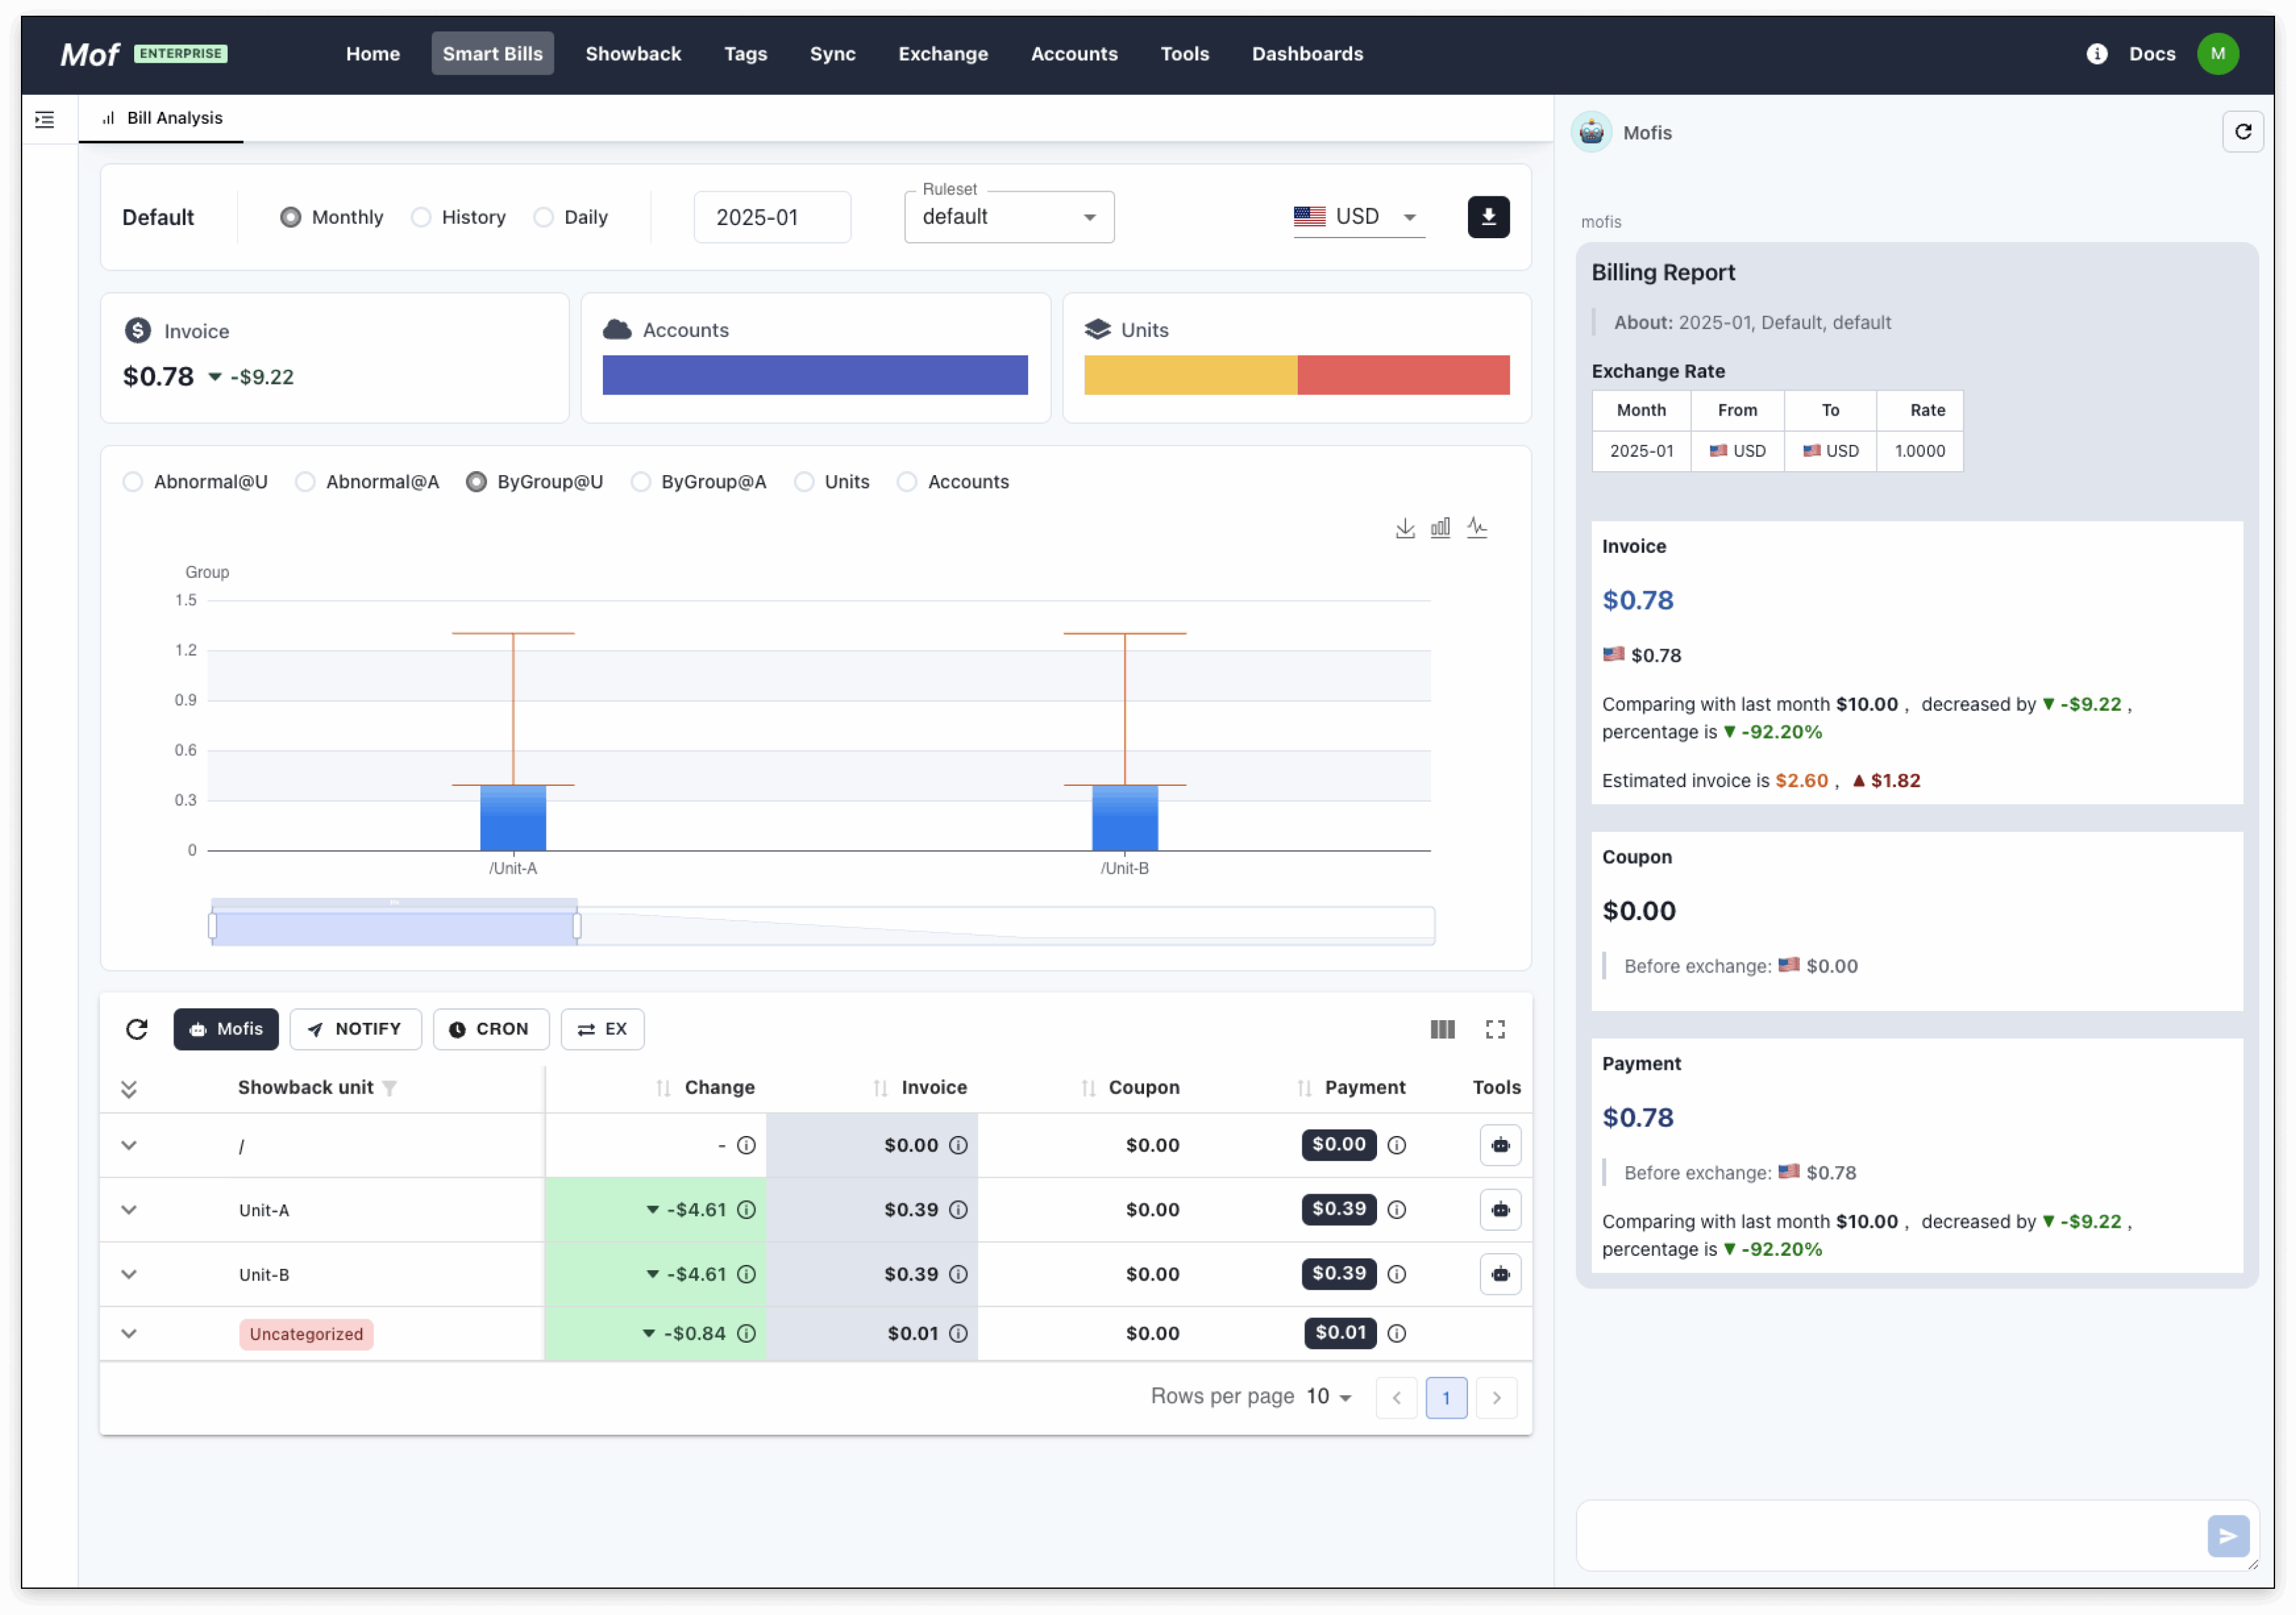 Mof ENTERPRISE Home Smart Bills Showback Tags Sync Exchange Accounts Tools Dashboards Docs M
Bill Analysis
Default Monthly History Daily 2025-01 Ruleset default USD
Invoice
$0.78 ▼ -$9.22
Accounts
Units
Abnormal@U Abnormal@A ByGroup@U ByGroup@A Units Accounts
Group
1.5
1.2
0.9
0.6
0.3
0
/Unit-A /Unit-B
Mofis NOTIFY CRON EX
Showback unit Change Invoice Coupon Payment Tools
/ - $0.00 $0.00 $0.00
Unit-A ▼ -$4.61 $0.39 $0.00 $0.39
Unit-B ▼ -$4.61 $0.39 $0.00 $0.39
Uncategorized ▼ -$0.84 $0.01 $0.00 $0.01
Rows per page 10 1
Mofis
mofis
Billing Report
About: 2025-01, Default, default
Exchange Rate
Month From To Rate
2025-01 USD USD 1.0000
Invoice
$0.78
$0.78
Comparing with last month $10.00 , decreased by ▼ -$9.22 ,
percentage is ▼ -92.20%
Estimated invoice is $2.60 , ▲ $1.82
Coupon
$0.00
Before exchange: $0.00
Payment
$0.78
Before exchange: $0.78
Comparing with last month $10.00 , decreased by ▼ -$9.22 ,
percentage is ▼ -92.20%